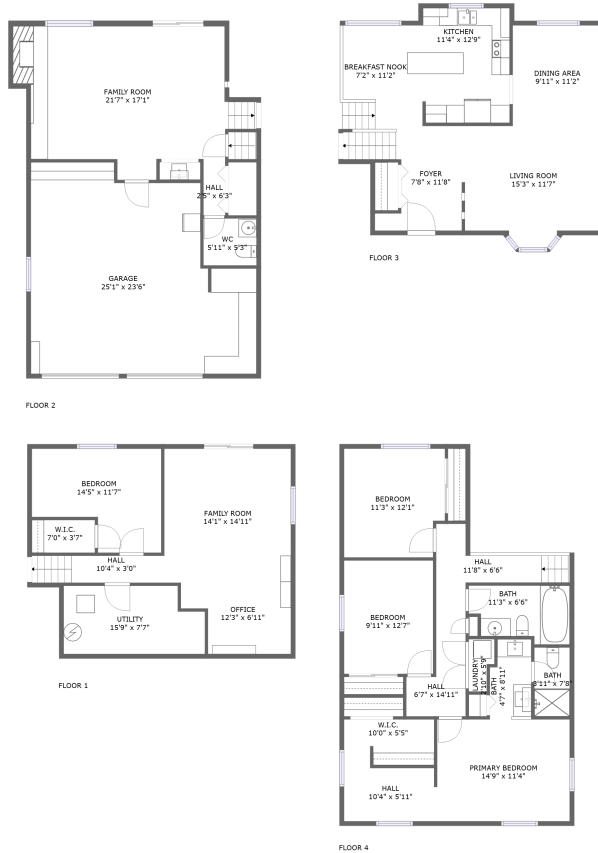 FAMILY ROOM
21'7" x 17'1"
HALL
2'5" x 6'3"
WC
5'11" x 5'3"
GARAGE
25'1" x 23'6"
FLOOR 2
KITCHEN
11'4" x 12'9"
BREAKFAST NOOK
7'2" x 11'2"
DINING AREA
9'11" x 11'2"
FOYER
7'8" x 11'8"
LIVING ROOM
15'3" x 11'7"
FLOOR 3
BEDROOM
14'5" x 11'7"
FAMILY ROOM
14'1" x 14'11"
W.I.C.
7'0" x 3'7"
HALL
10'4" x 3'0"
UTILITY
15'9" x 7'7"
OFFICE
12'3" x 6'11"
FLOOR 1
BEDROOM
11'3" x 12'1"
HALL
11'8" x 6'6"
BATH
11'3" x 6'6"
BEDROOM
9'11" x 12'7"
LAUNDRY
BATH
4'7" x 8'11"
BATH
HALL
6'7" x 14'11"
W.I.C.
10'0" x 5'5"
PRIMARY BEDROOM
14'9" x 11'4"
HALL
10'4" x 5'11"
FLOOR 4